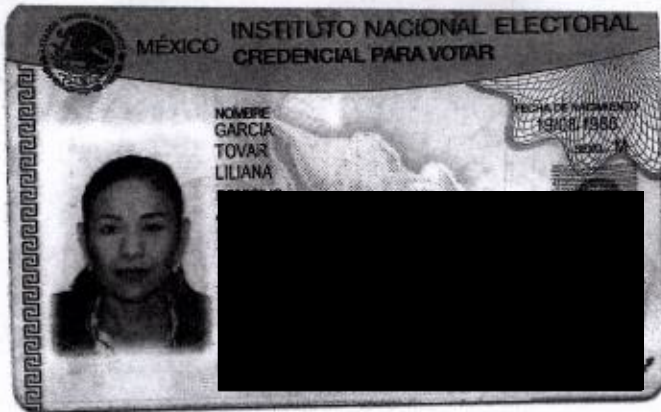 MÉXICO
INSTITUTO NACIONAL ELECTORAL
CREDENCIAL PARA VOTAR
NOMBRE
GARCIA
TOVAR
LILIANA
FECHA DE NACIMIENTO
SEXO M